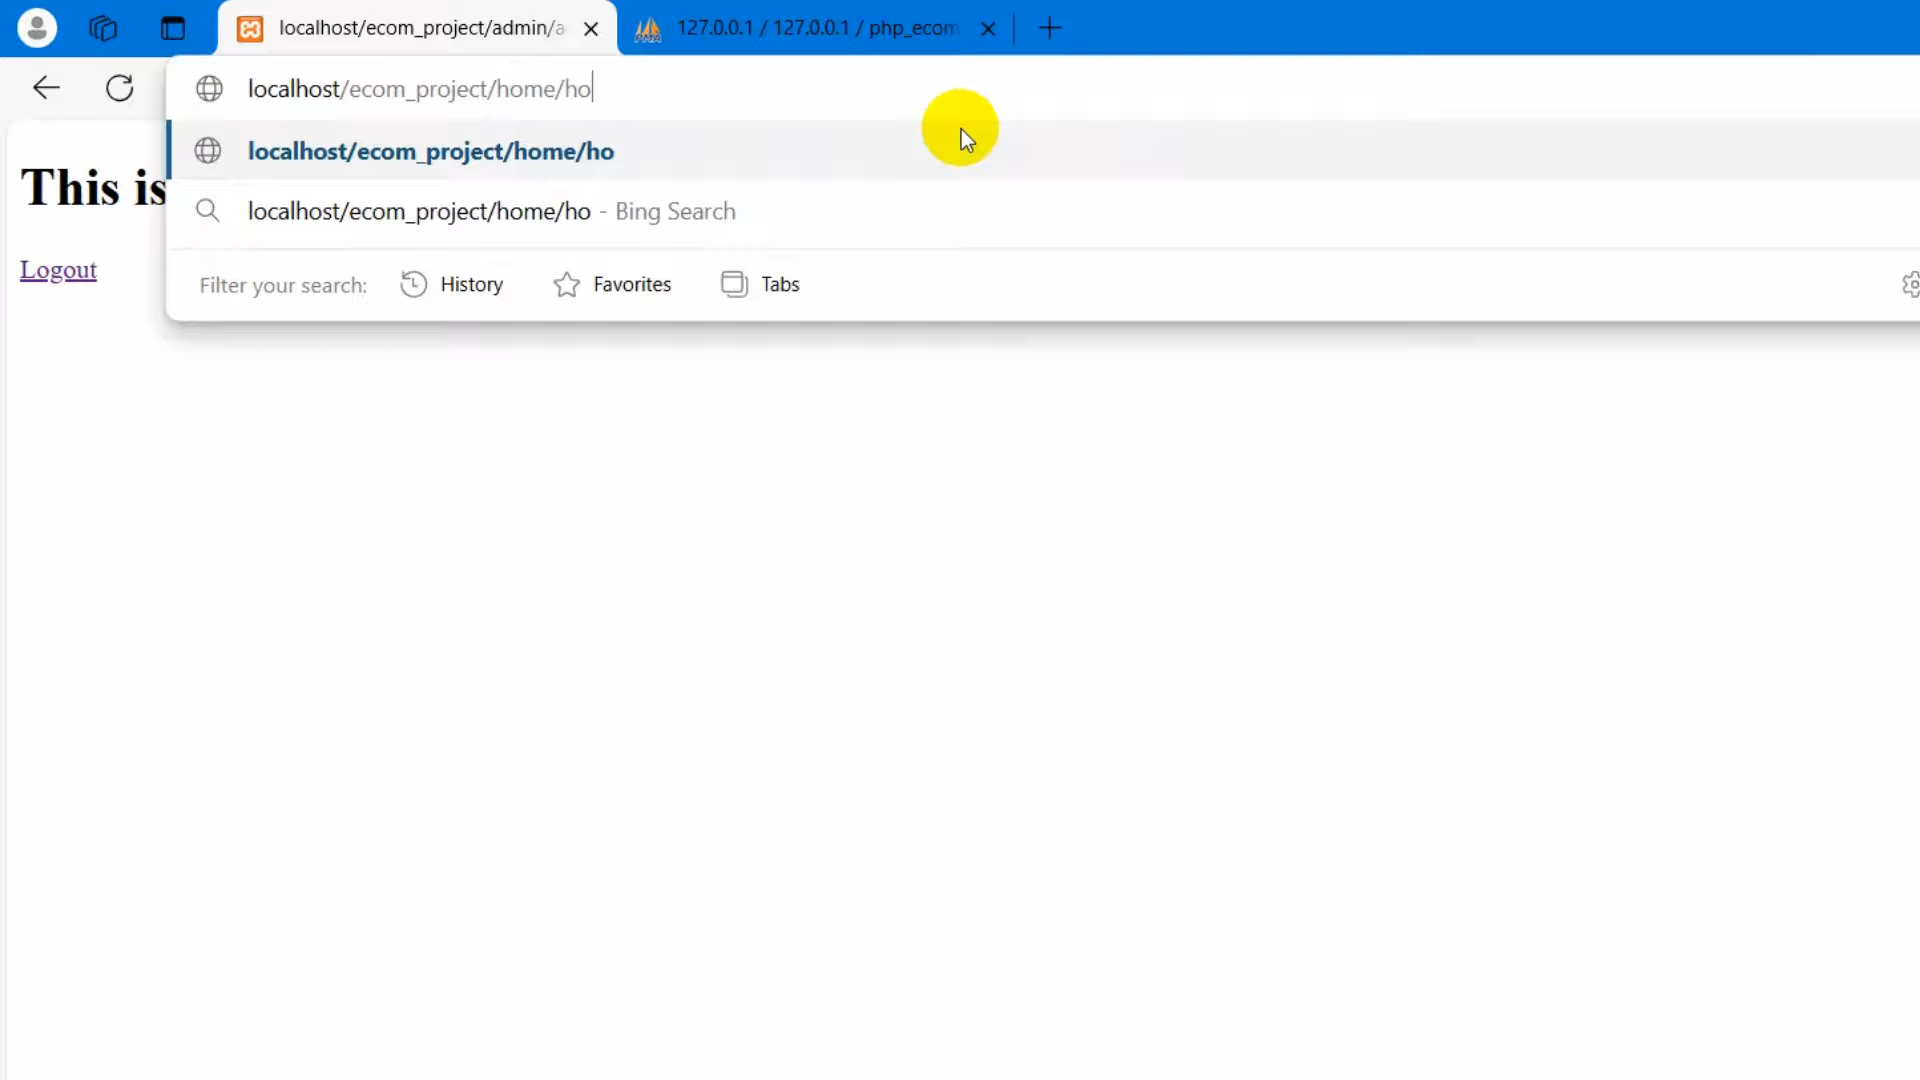 localhost/ecom_project/admin/a
127.0.0.1 / 127.0.0.1 / php_ecom
localhost/ecom_project/home/ho
localhost/ecom_project/home/ho
localhost/ecom_project/home/ho - Bing Search
This is
Logout
Filter your search: History Favorites Tabs